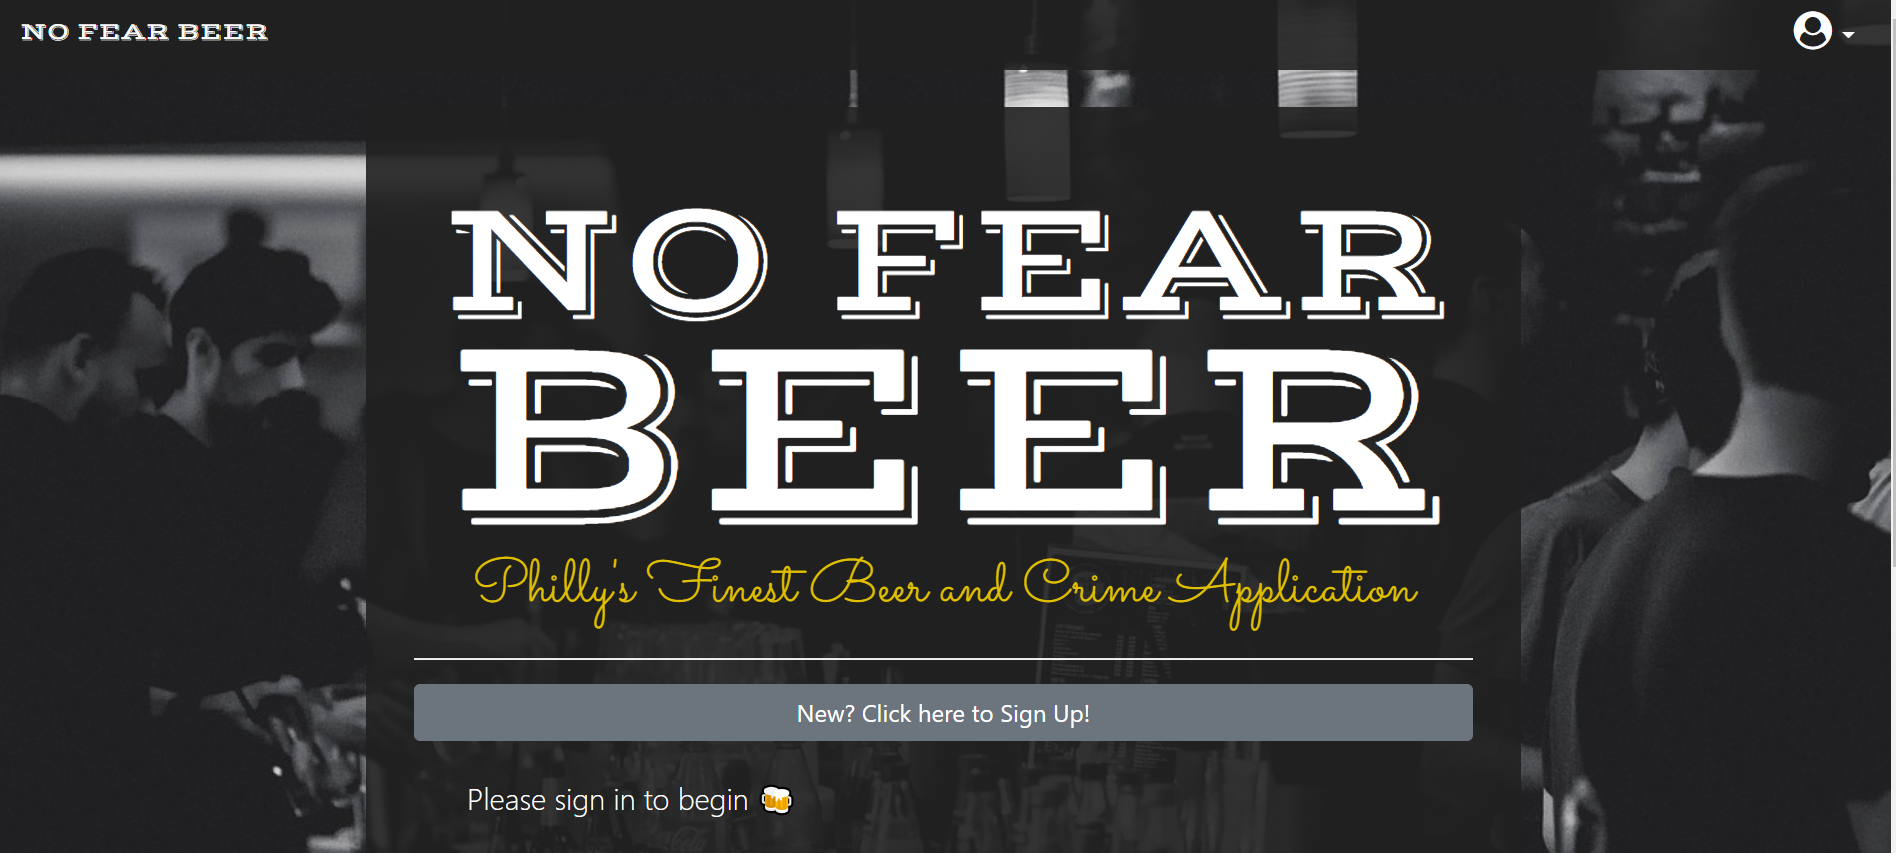 NO FEAR BEER
NO FEAR
BEER
Philly's Finest Beer and Crime Application
New? Click here to Sign Up!
Please sign in to begin 🍻